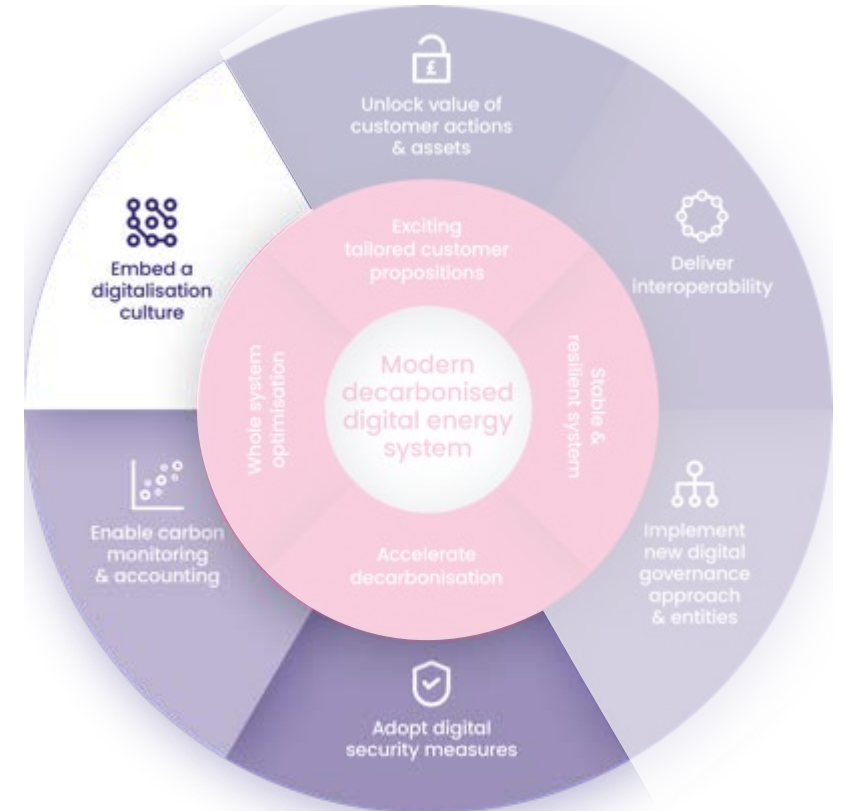 £
Unlock value of
customer actions
& assets
Deliver
interoperability
Implement
new digital
governance
approach
& entities
Adopt digital
security measures
Enable carbon
monitoring
& accounting
Embed a
digitalisation
culture
Exciting
tailored customer
propositions
Stable &
resilient system
Accelerate
decarbonisation
Whole system
optimisation
Modern
decarbonised
digital energy
system